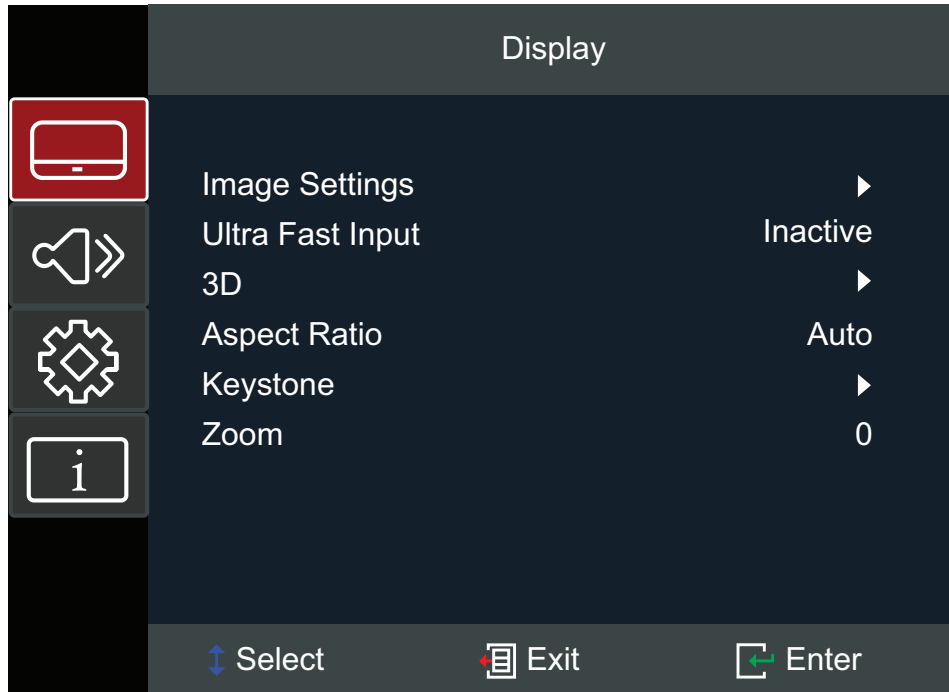 Display
Image Settings
Ultra Fast Input Inactive
3D
Aspect Ratio Auto
Keystone
Zoom 0
i
Select Exit Enter